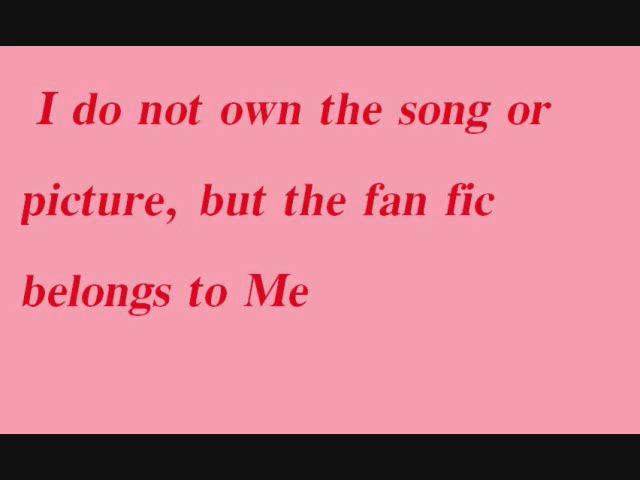 I do not own the song or
picture, but the fan fic
belongs to Me